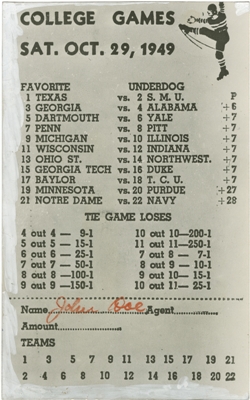 COLLEGE GAMES
SAT. OCT. 29, 1949
FAVORITE UNDERDOG
1 TEXAS vs. 2 S. M. U. P
3 GEORGIA vs. 4 ALABAMA +6
5 DARTMOUTH vs. 6 YALE +7
7 PENN vs. 8 PITT +7
9 MICHIGAN vs. 10 ILLINOIS +7
11 WISCONSIN vs. 12 INDIANA +7
13 OHIO ST. vs. 14 NORTHWEST. +7
15 GEORGIA TECH vs. 16 DUKE +7
17 BAYLOR vs. 18 T. C. U. +7
19 MINNESOTA vs. 20 PURDUE +27
21 NOTRE DAME vs. 22 NAVY +28
TIE GAME LOSES
4 out 4 — 9-1 10 out 10—200-1
5 out 5 — 15-1 11 out 11—250-1
6 out 6 — 25-1 7 out 8 — 7-1
7 out 7 — 50-1 8 out 9 — 10-1
8 out 8 —100-1 9 out 10— 15-1
9 out 9 —150-1 10 out 11— 25-1
Name John Doe Agent
Amount
TEAMS
1 3 5 7 9 11 13 15 17 19 21
2 4 6 8 10 12 14 16 18 20 22